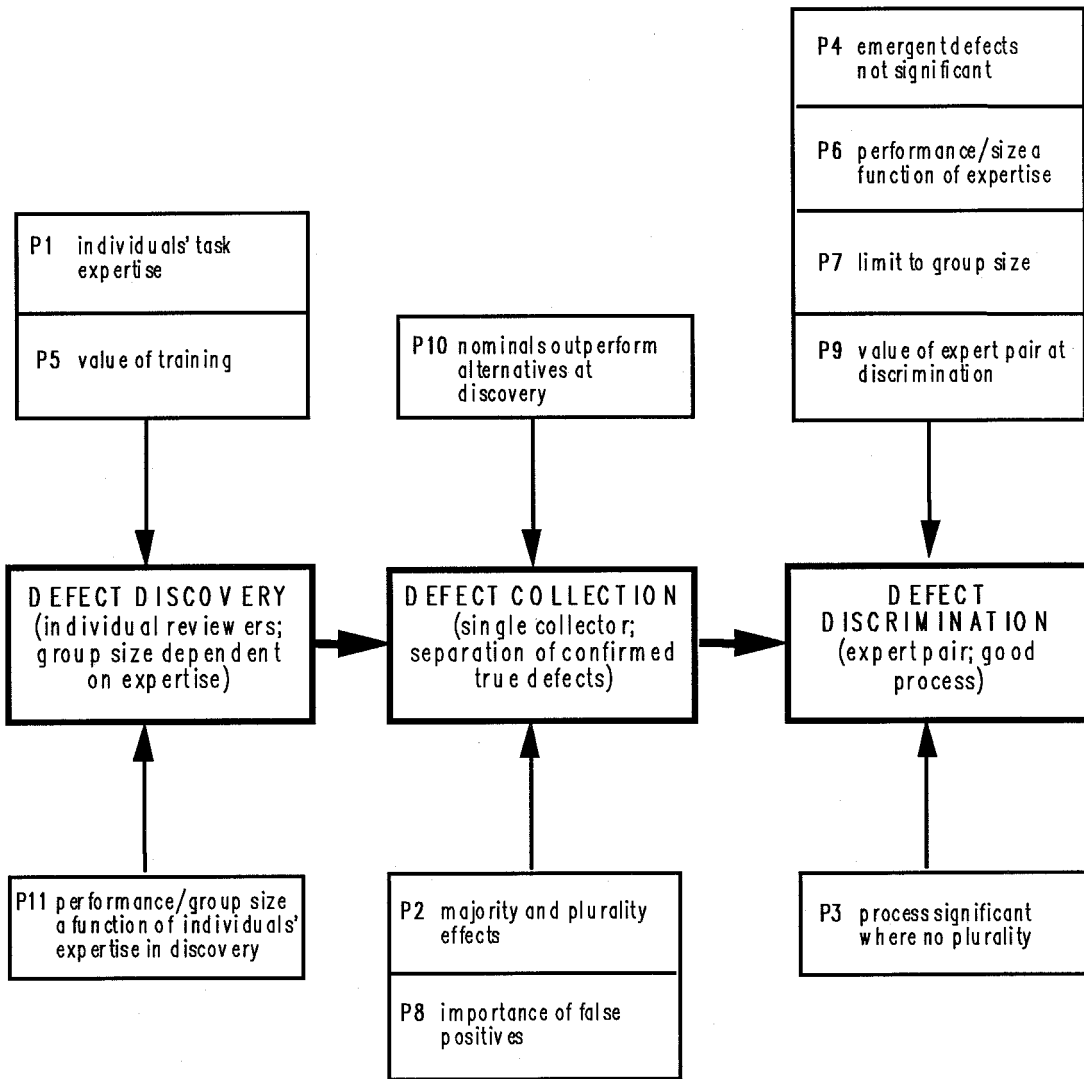 P4 emergent defects
not significant
P6 performance/size a
function of expertise
P7 limit to group size
P9 value of expert pair at
discrimination
P1 individuals' task
expertise
P5 value of training
P10 nominals outperform
alternatives at
discovery
DEFECT DISCOVERY
(individual reviewers;
group size dependent
on expertise)
DEFECT COLLECTION
(single collector;
separation of confirmed
true defects)
DEFECT
DISCRIMINATION
(expert pair; good
process)
P11 performance/group size
a function of individuals'
expertise in discovery
P2 majority and plurality
effects
P8 importance of false
positives
P3 process significant
where no plurality